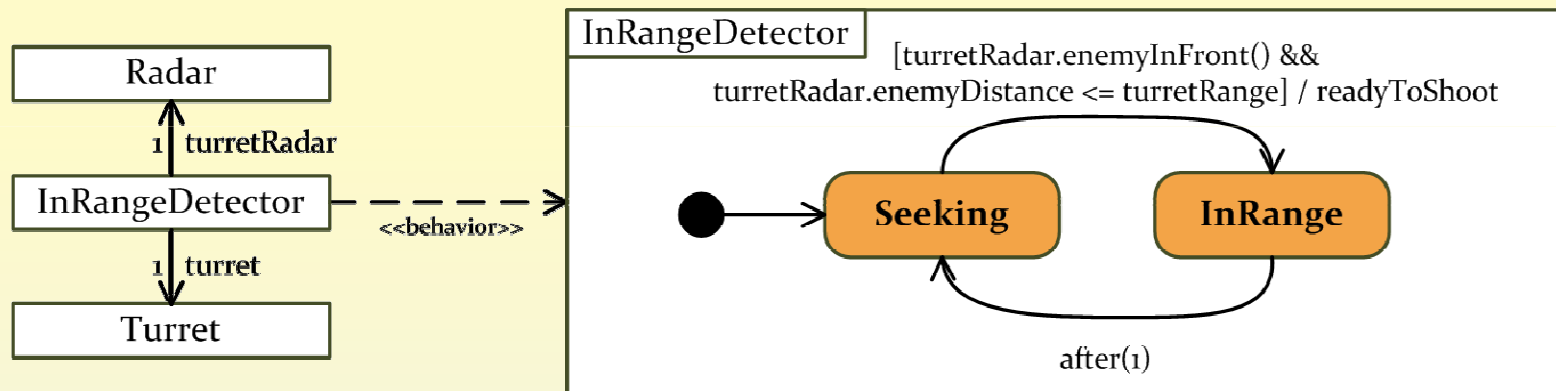 Radar
1 turretRadar
InRangeDetector
<<behavior>>
1 turret
Turret
InRangeDetector
[turretRadar.enemyInFront() &&
turretRadar.enemyDistance <= turretRange] / readyToShoot
Seeking
InRange
after(1)